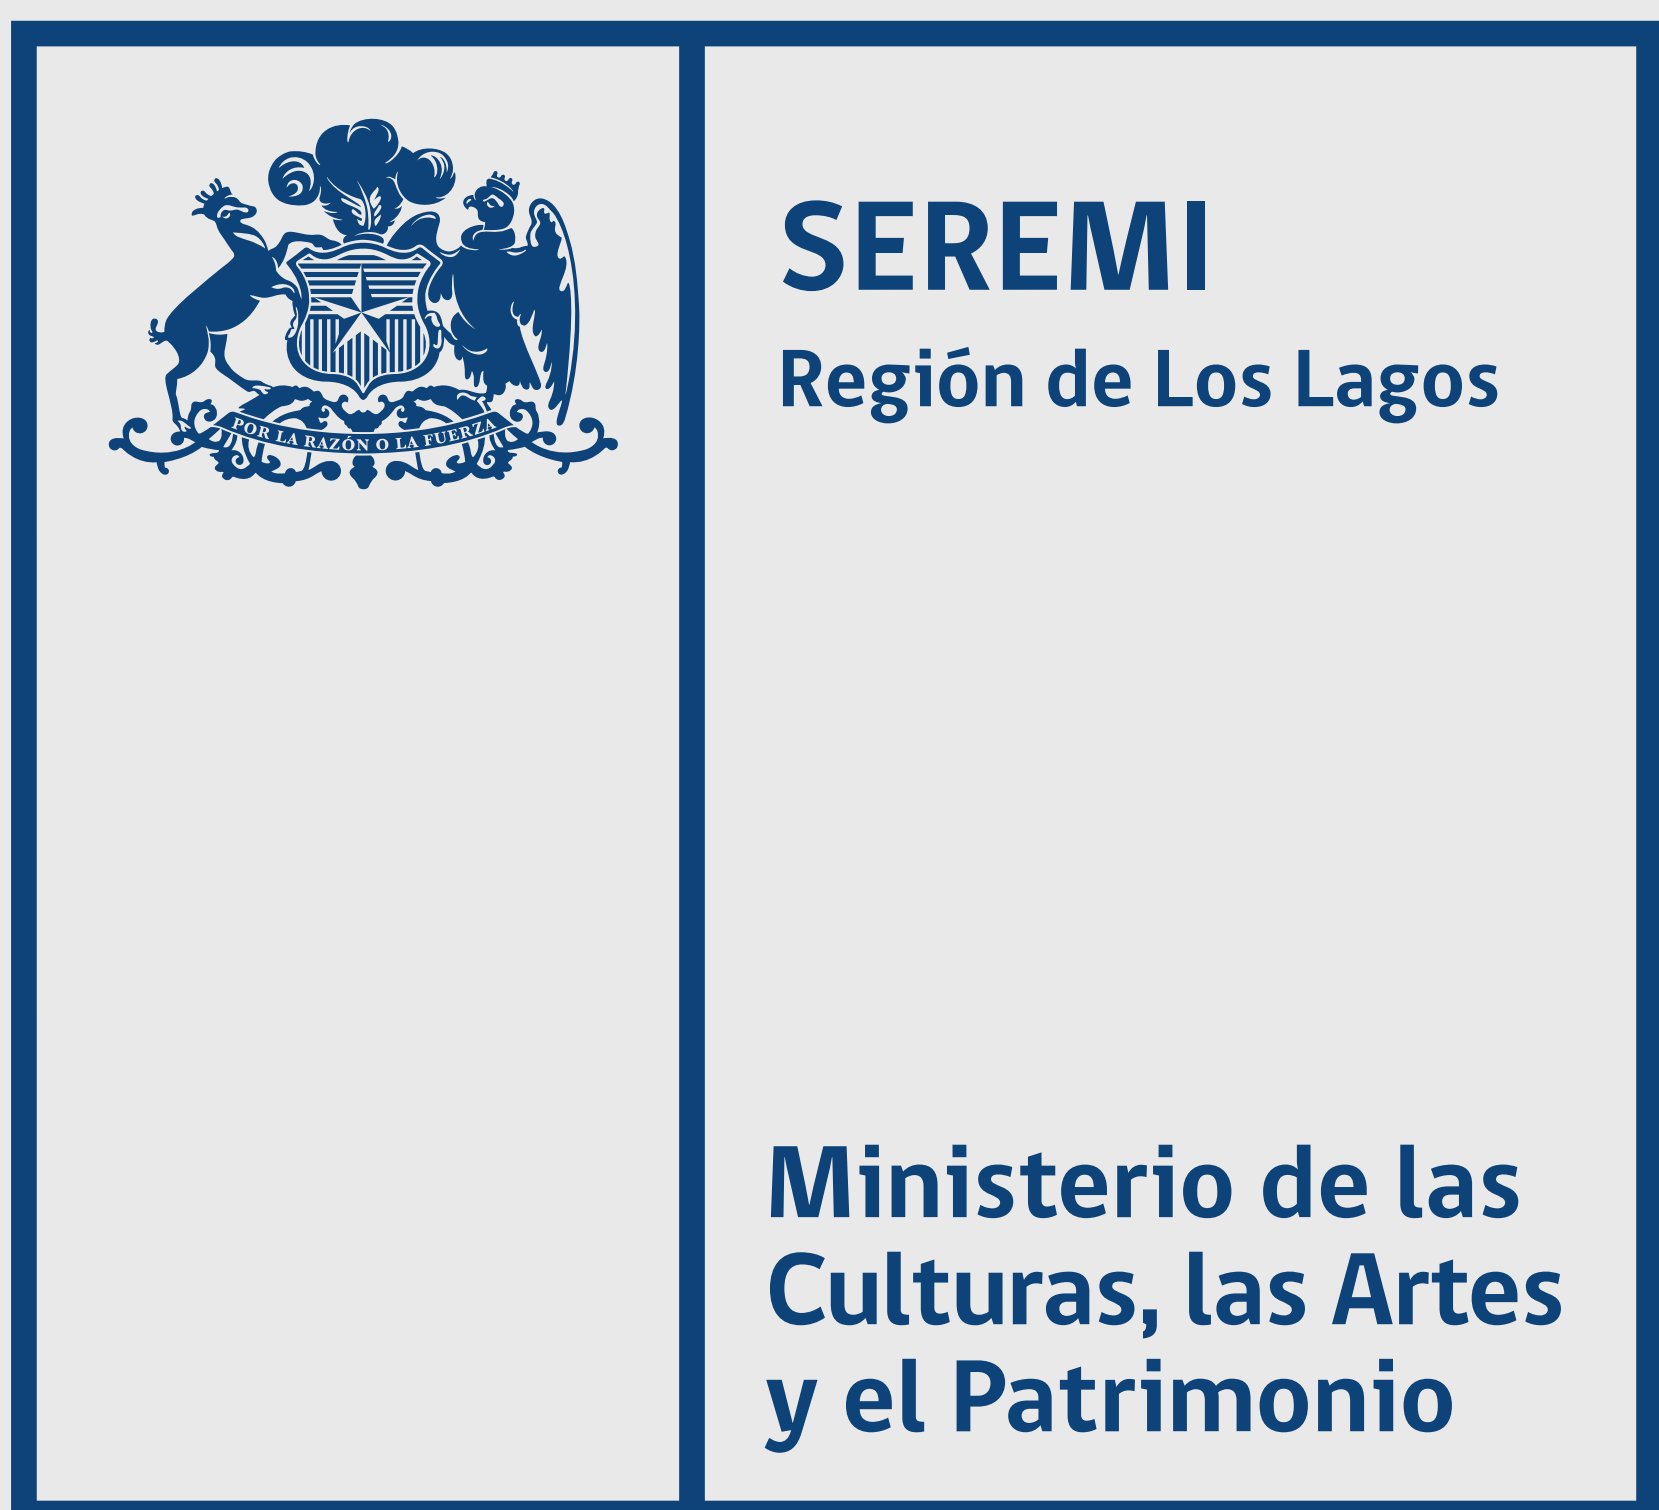 POR LA RAZÓN O LA FUERZA
SEREMI
Región de Los Lagos
Ministerio de las
Culturas, las Artes
y el Patrimonio